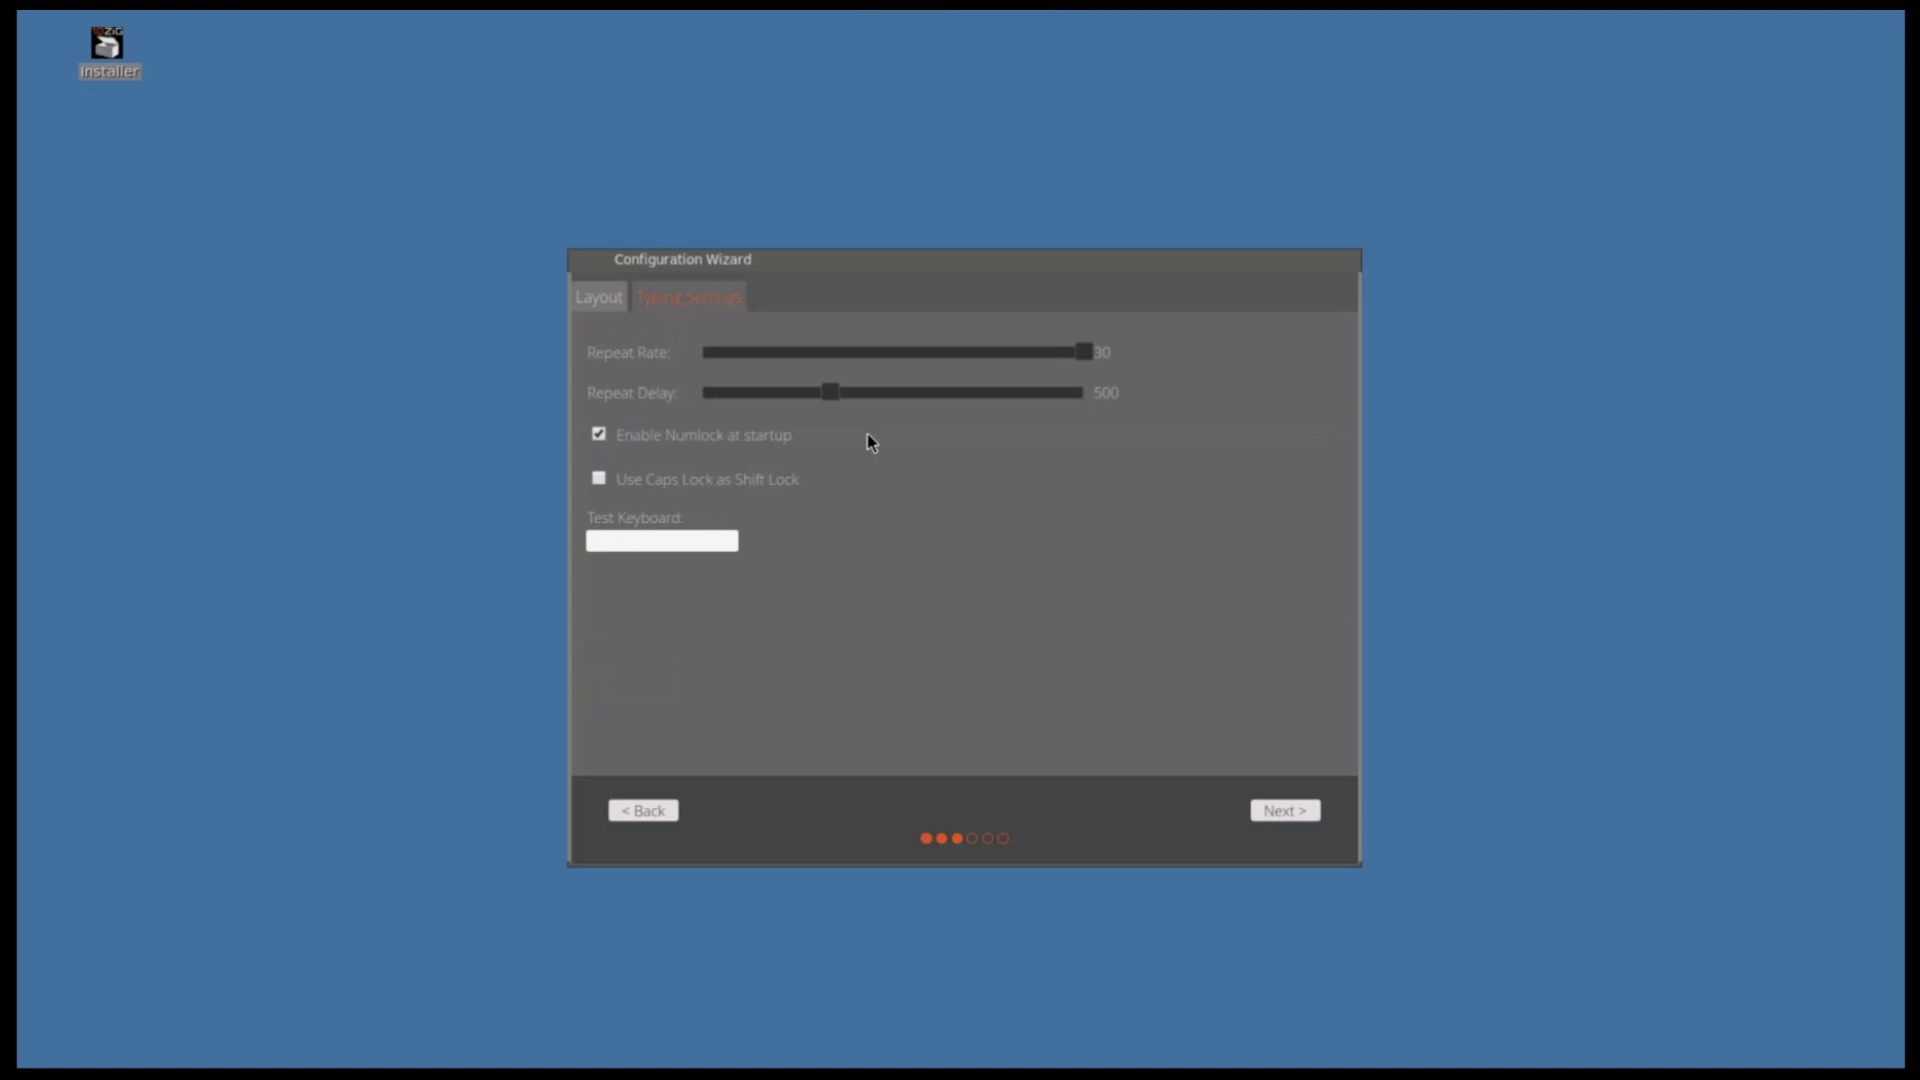 Installer
Configuration Wizard
Layout
Typing Settings
Repeat Rate: 30
Repeat Delay: 500
Enable Numlock at startup
Use Caps Lock as Shift Lock
Test Keyboard:
< Back
Next >